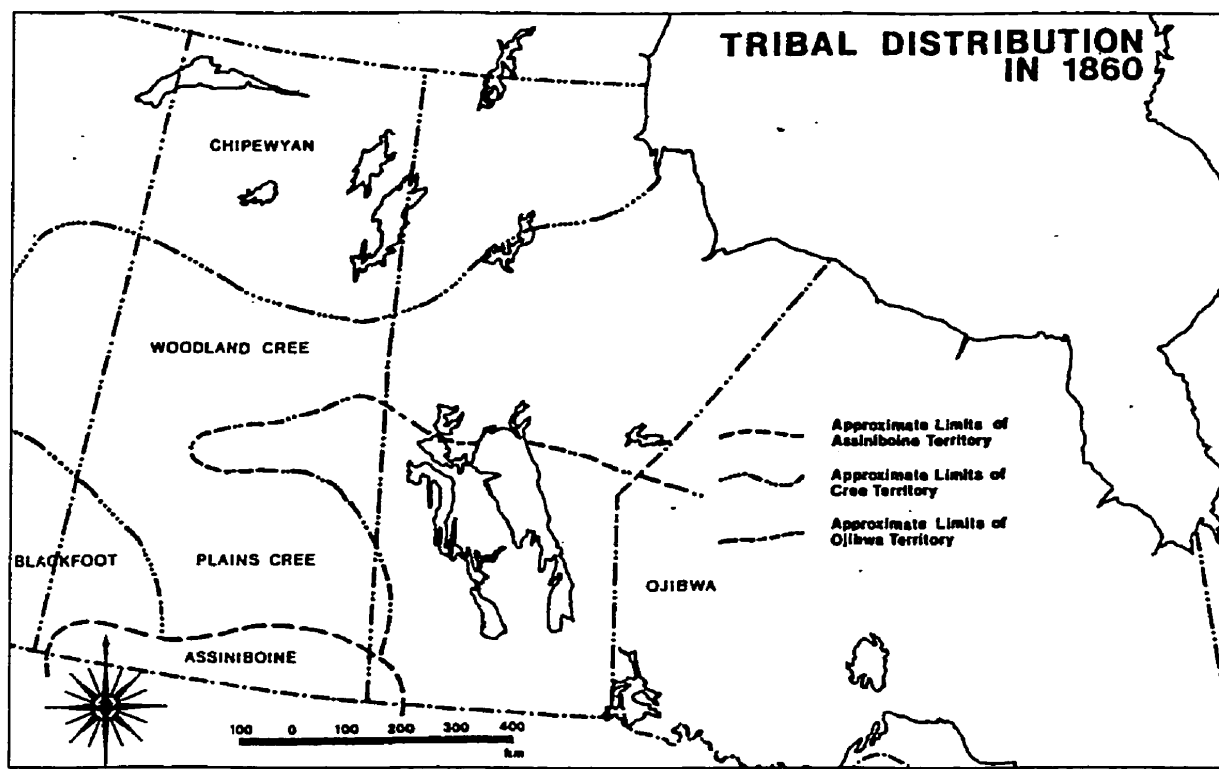 TRIBAL DISTRIBUTION
IN 1860
CHIPEWYAN
WOODLAND CREE
Approximate Limits of
Assiniboine Territory
Approximate Limits of
Cree Territory
Approximate Limits of
Ojibwa Territory
BLACKFOOT
PLAINS CREE
OJIBWA
ASSINIBOINE
100 0 100 200 300 400
km